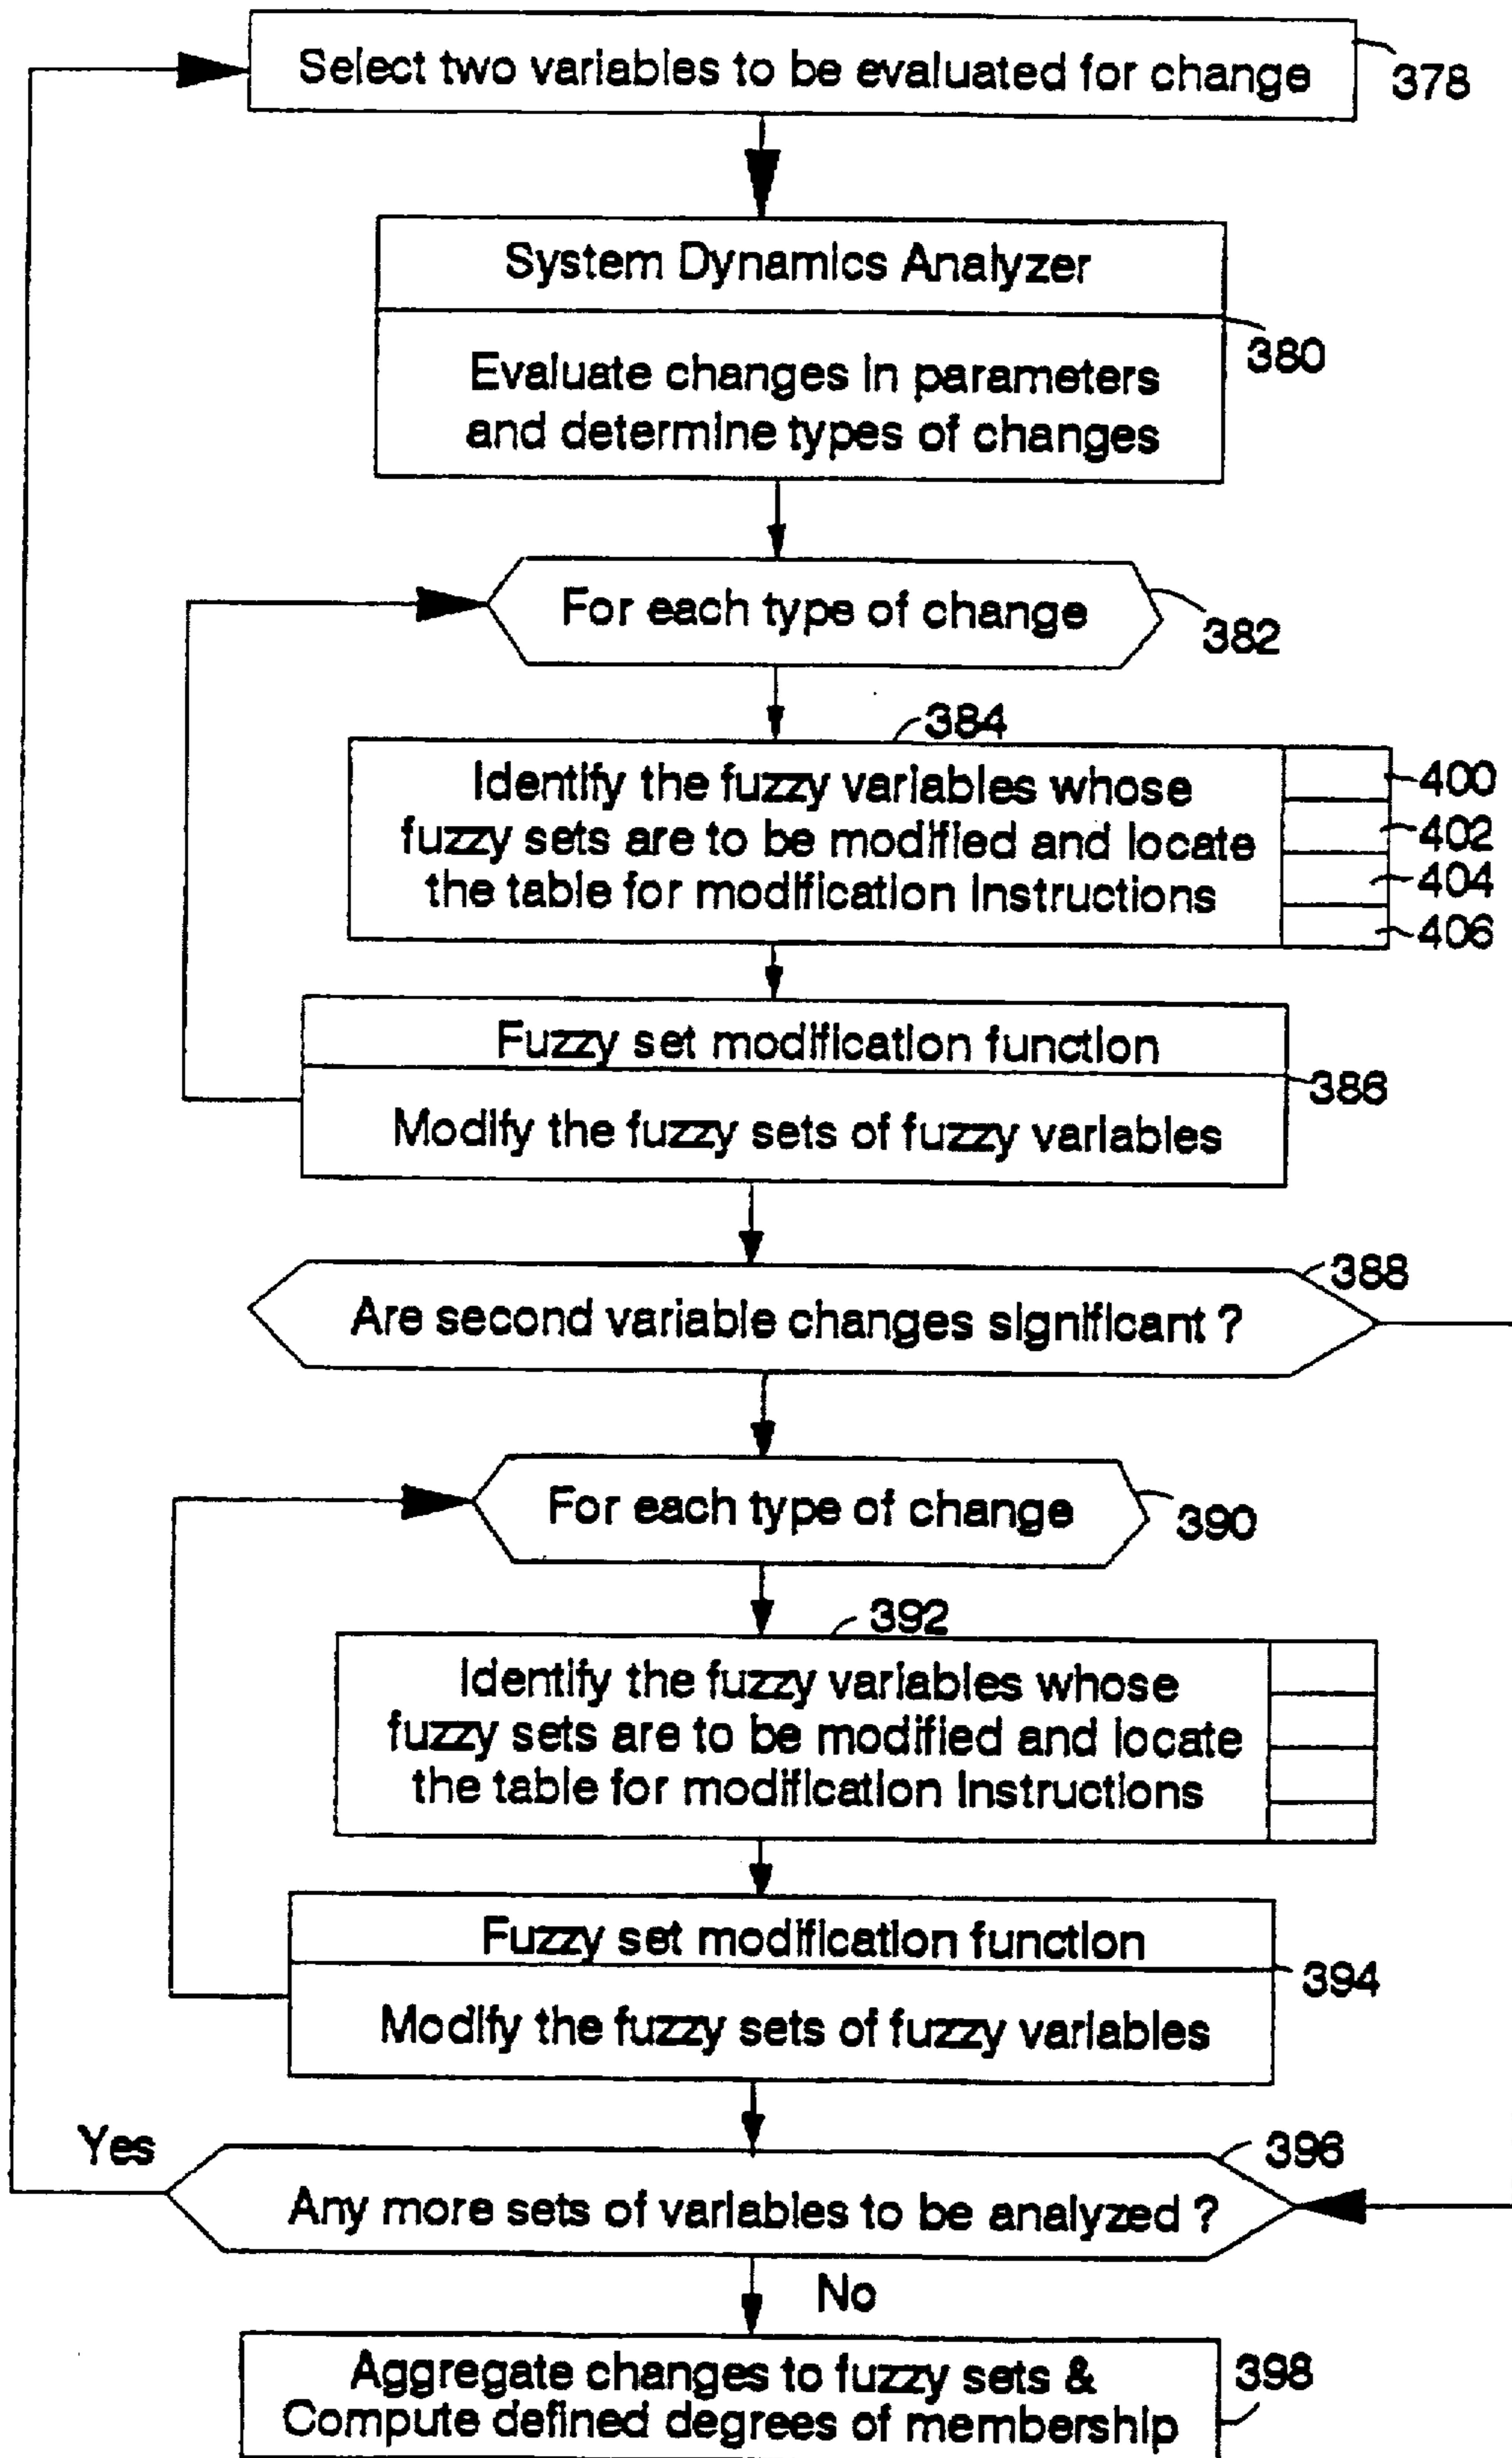 Select two variables to be evaluated for change
378
System Dynamics Analyzer
380
Evaluate changes in parameters
and determine types of changes
For each type of change
382
384
Identify the fuzzy variables whose
fuzzy sets are to be modified and locate
the table for modification instructions
400
402
404
406
Fuzzy set modification function
386
Modify the fuzzy sets of fuzzy variables
388
Are second variable changes significant ?
For each type of change
390
392
Identify the fuzzy variables whose
fuzzy sets are to be modified and locate
the table for modification instructions
Fuzzy set modification function
394
Modify the fuzzy sets of fuzzy variables
Yes
396
Any more sets of variables to be analyzed ?
No
Aggregate changes to fuzzy sets &
Compute defined degrees of membership
398